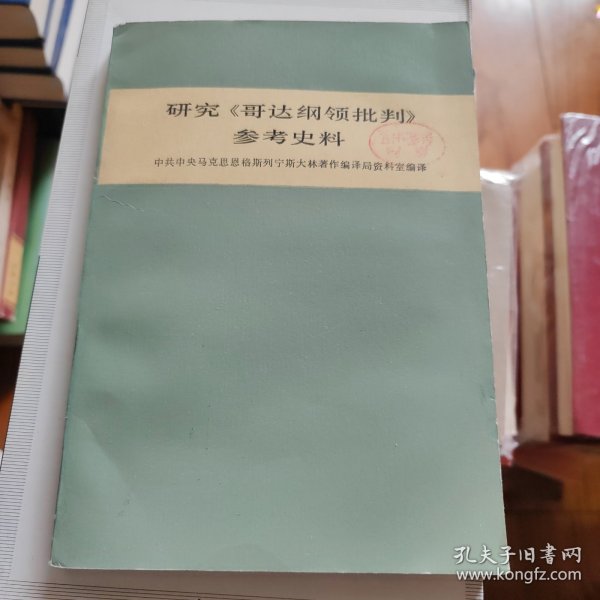 研究《哥达纲领批判》
参考史料
中共中央马克思恩格斯列宁斯大林著作编译局资料室编译
孔夫子旧书网
www.kongfz.com